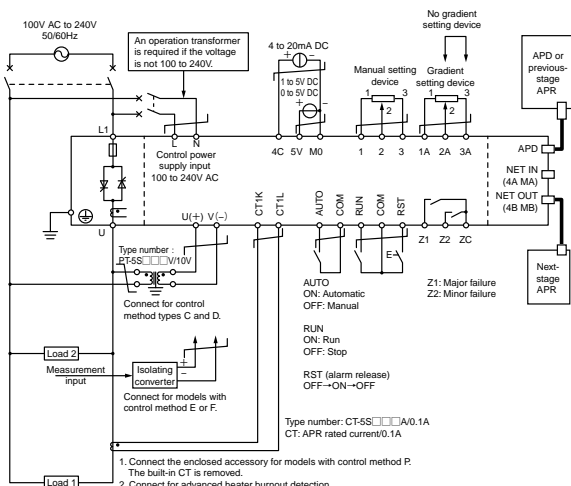 100V AC to 240V
50/60Hz
An operation transformer
is required if the voltage
is not 100 to 240V.
4 to 20mA DC
+
−
1 to 5V DC
0 to 5V DC
+
−
No gradient
setting device
Manual setting
device
1
3
2
Gradient
setting device
1
3
2
APD or
previous-
stage
APR
L1
L
N
Control power
supply input
100 to 240V AC
4C
5V
M0
1
2
3
1A
2A
3A
APD
NET IN
(4A MA)
NET OUT
(4B MB)
U
U(+)
V(−)
CT1K
CT1L
AUTO
COM
RUN
COM
RST
Z1
Z2
ZC
E
Type number :
PT-5S□□□V/10V
Connect for control
method types C and D.
AUTO
ON: Automatic
OFF: Manual
Z1: Major failure
Z2: Minor failure
Next-
stage
APR
RUN
ON: Run
OFF: Stop
Load 2
Measurement
input
Isolating
converter
+
−
Connect for models with
control method E or F.
RST (alarm release)
OFF→ON→OFF
Type number: CT-5S□□□A/0.1A
CT: APR rated current/0.1A
1. Connect the enclosed accessory for models with control method P.
The built-in CT is removed.
2. Connect for advanced heater burnout detection.
Load 1